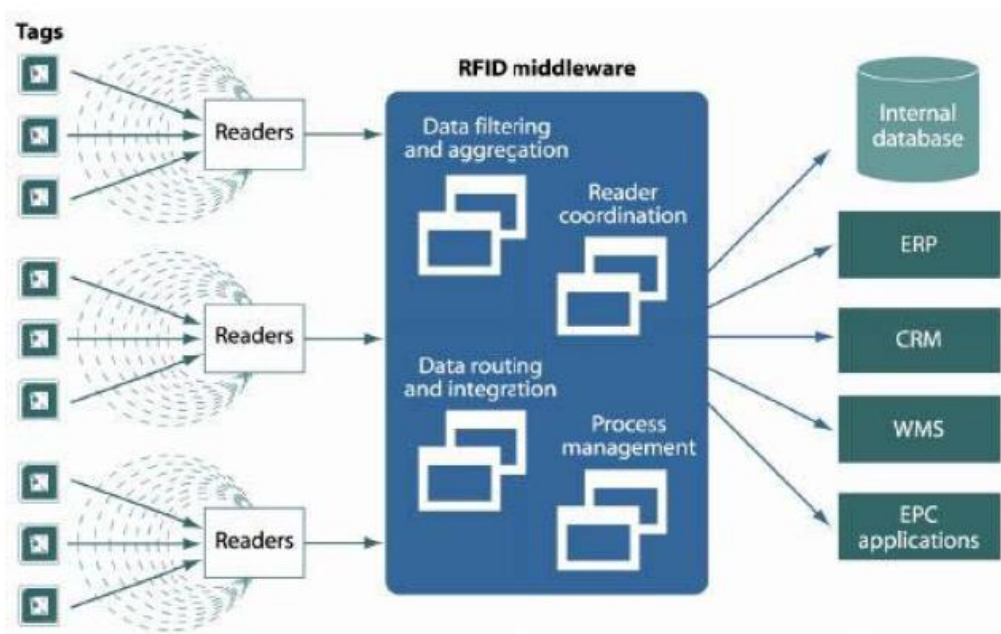 Tags
Readers
Readers
Readers
RFID middleware
Data filtering
and aggregation
Reader
coordination
Data routing
and integration
Process
management
Internal
database
ERP
CRM
WMS
EPC
applications